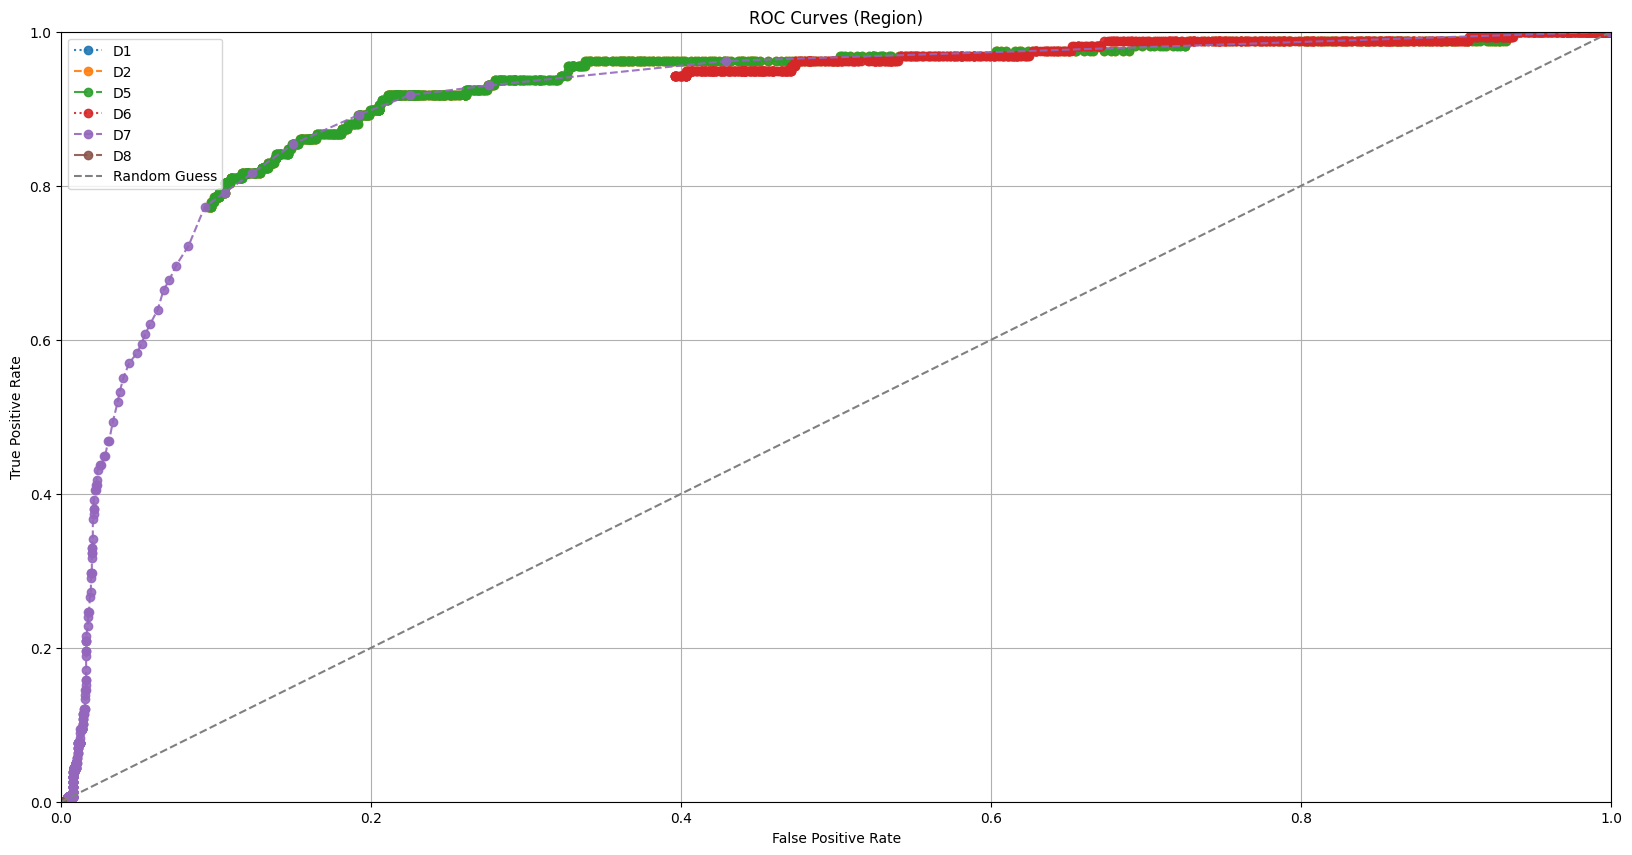 ROC Curves (Region)
1.0
0.8
0.6
0.4
0.2
0.0
True Positive Rate
D1
D2
D5
D6
D7
D8
Random Guess
0.0 0.2 0.4 0.6 0.8 1.0
False Positive Rate